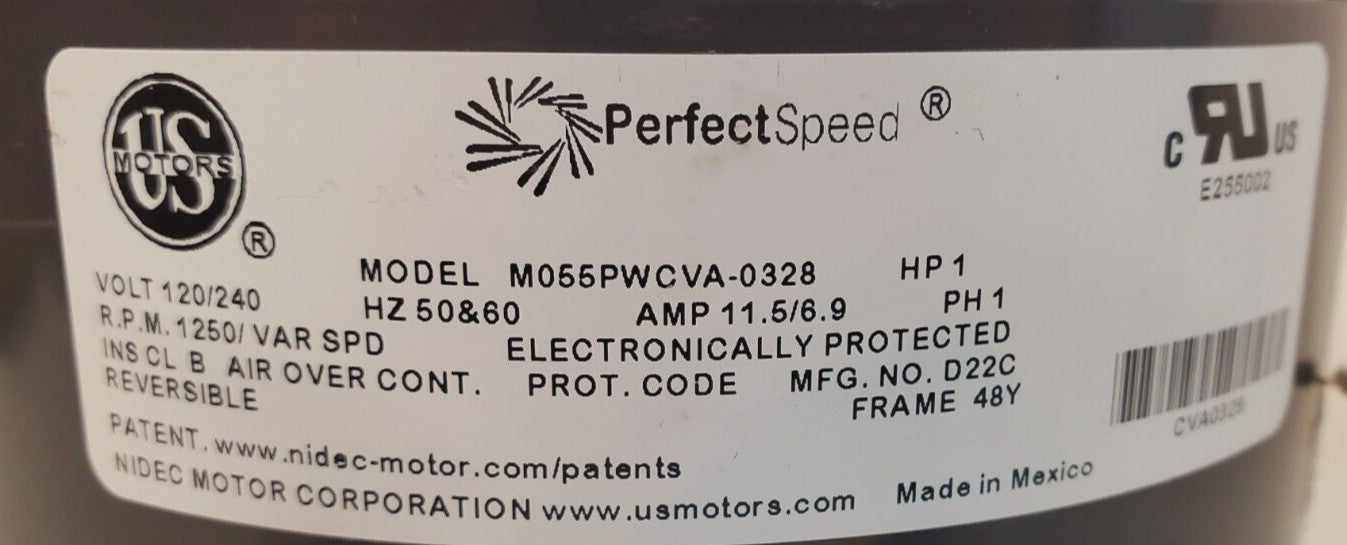 US
MOTORS
®
PerfectSpeed ®
C RU US
E255002
MODEL M055PWCVA-0328 HP 1
VOLT 120/240 HZ 50&60 AMP 11.5/6.9 PH 1
R.P.M. 1250/ VAR SPD ELECTRONICALLY PROTECTED
INS CL B AIR OVER CONT. PROT. CODE MFG. NO. D22C
REVERSIBLE FRAME 48Y
CVA0328
PATENT. www.nidec-motor.com/patents
NIDEC MOTOR CORPORATION www.usmotors.com Made in Mexico